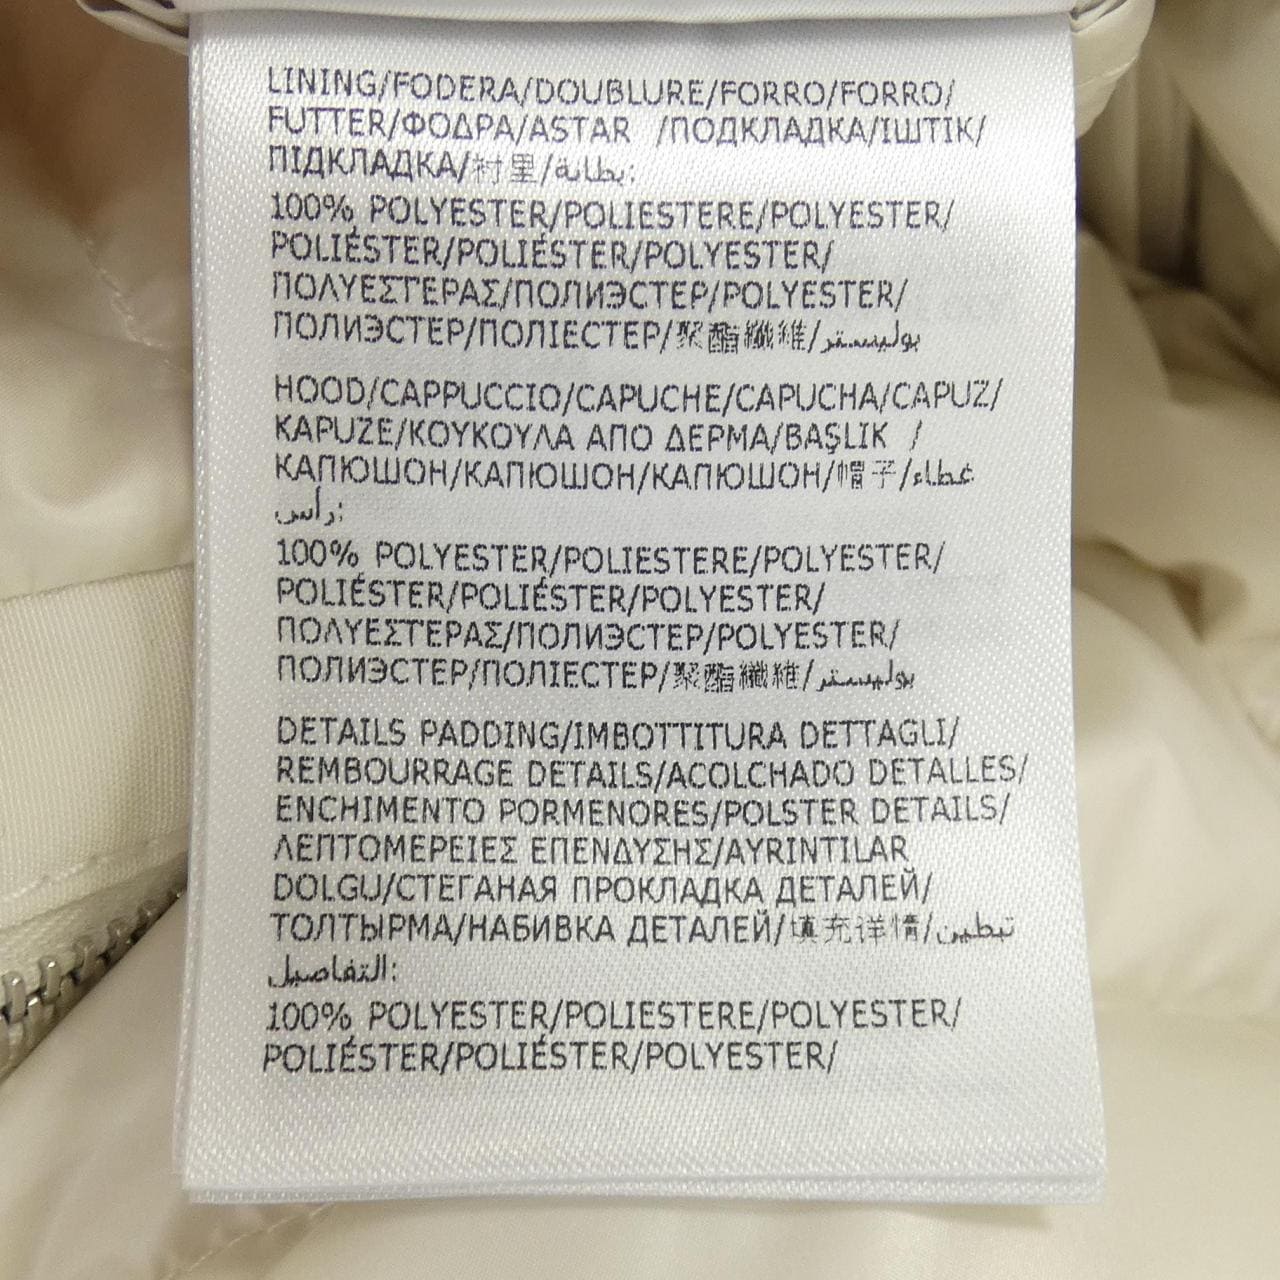 LINING/FODERA/DOUBLURE/FORRO/FORRO/
FUTTER/ΦΟΔΡΑ/ASTAR /ПОДКЛАДКА/ІШТІК/
ПІДКЛАДКА/衬里/بطانة:
100% POLYESTER/POLIESTERE/POLYESTER/
POLIÉSTER/POLIÉSTER/POLYESTER/
ΠΟΛΥΕΣΤΕΡΑΣ/ПОЛИЭСТЕР/POLYESTER/
ПОЛИЭСТЕР/ПОЛІЕСТЕР/聚酯纖維/بوليستر
HOOD/CAPPUCCIO/CAPUCHE/CAPUCHA/CAPUZ/
KAPUZE/ΚΟΥΚΟΥΛΑ ΑΠΟ ΔΕΡΜΑ/BAŞLIK /
КАПЮШОН/КАПЮШОН/КАПЮШОН/帽子/غطاء
رأس:
100% POLYESTER/POLIESTERE/POLYESTER/
POLIÉSTER/POLIÉSTER/POLYESTER/
ΠΟΛΥΕΣΤΕΡΑΣ/ПОЛИЭСТЕР/POLYESTER/
ПОЛИЭСТЕР/ПОЛІЕСТЕР/聚酯纖維/بوليستر
DETAILS PADDING/IMBOTTITURA DETTAGLI/
REMBOURRAGE DETAILS/ACOLCHADO DETALLES/
ENCHIMENTO PORMENORES/POLSTER DETAILS/
ΛΕΠΤΟΜΕΡΕΙΕΣ ΕΠΕΝΔΥΣΗΣ/AYRINTILAR
DOLGU/СТЕГАНАЯ ПРОКЛАДКА ДЕТАЛЕЙ/
ТОЛТЫРМА/НАБИВКА ДЕТАЛЕЙ/填充详情/تبطين
التفاصيل:
100% POLYESTER/POLIESTERE/POLYESTER/
POLIÉSTER/POLIÉSTER/POLYESTER/